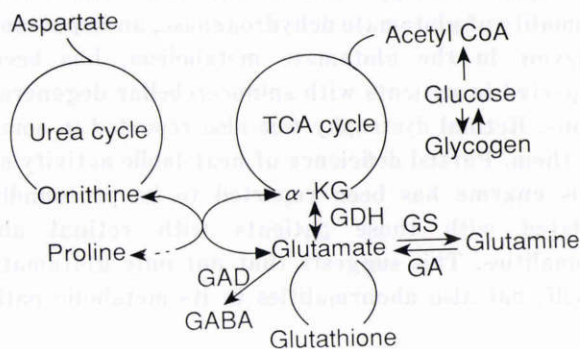 Aspartate
Acetyl CoA
Glucose
Glycogen
Urea cycle
TCA cycle
Ornithine
α-KG
GDH
Proline
Glutamate
GS
GA
Glutamine
GAD
GABA
Glutathione